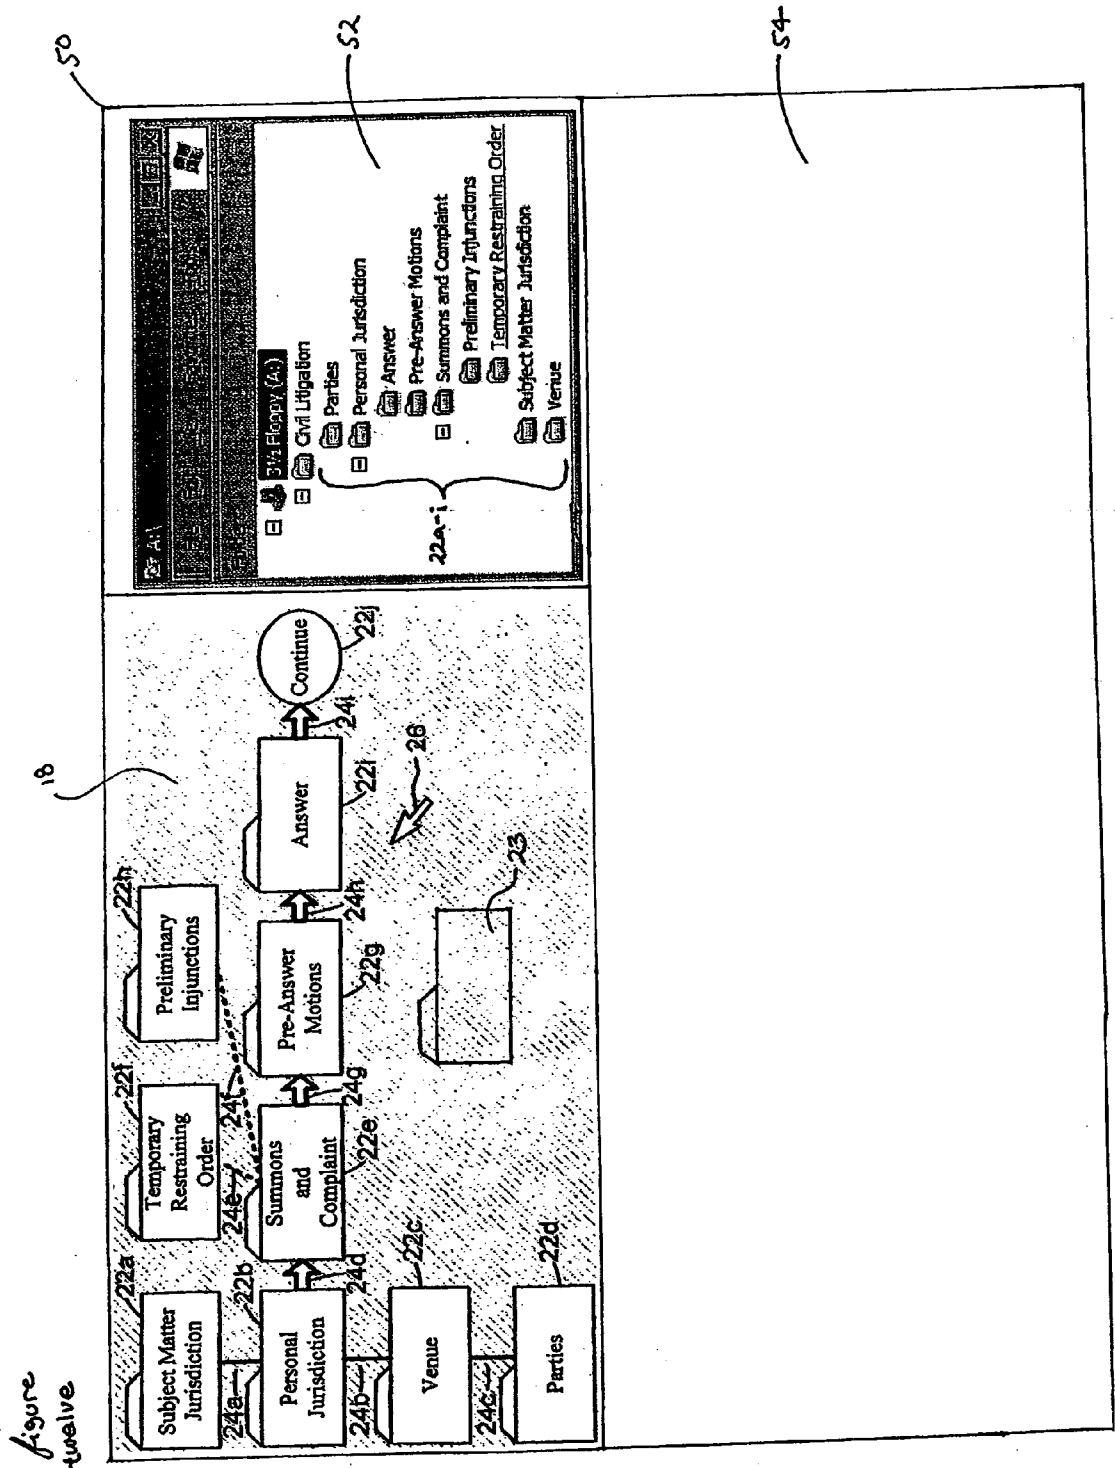 figure
twelve
18
50
52
54
22a
Subject Matter
Jurisdiction
24a
22b
Personal
Jurisdiction
24b
22c
Venue
24c
22d
Parties
24d
22f
Temporary
Restraining
Order
24e
24f
22h
Preliminary
Injunctions
Summons
and
Complaint
22e
24g
Pre-Answer
Motions
22g
24h
Answer
22i
24i
Continue
22j
26
23
A:\
3½ Floppy (A:)
Civil Litigation
Parties
Personal Jurisdiction
Answer
Pre-Answer Motions
Summons and Complaint
Preliminary Injunctions
Temporary Restraining Order
Subject Matter Jurisdiction
Venue
22a-i